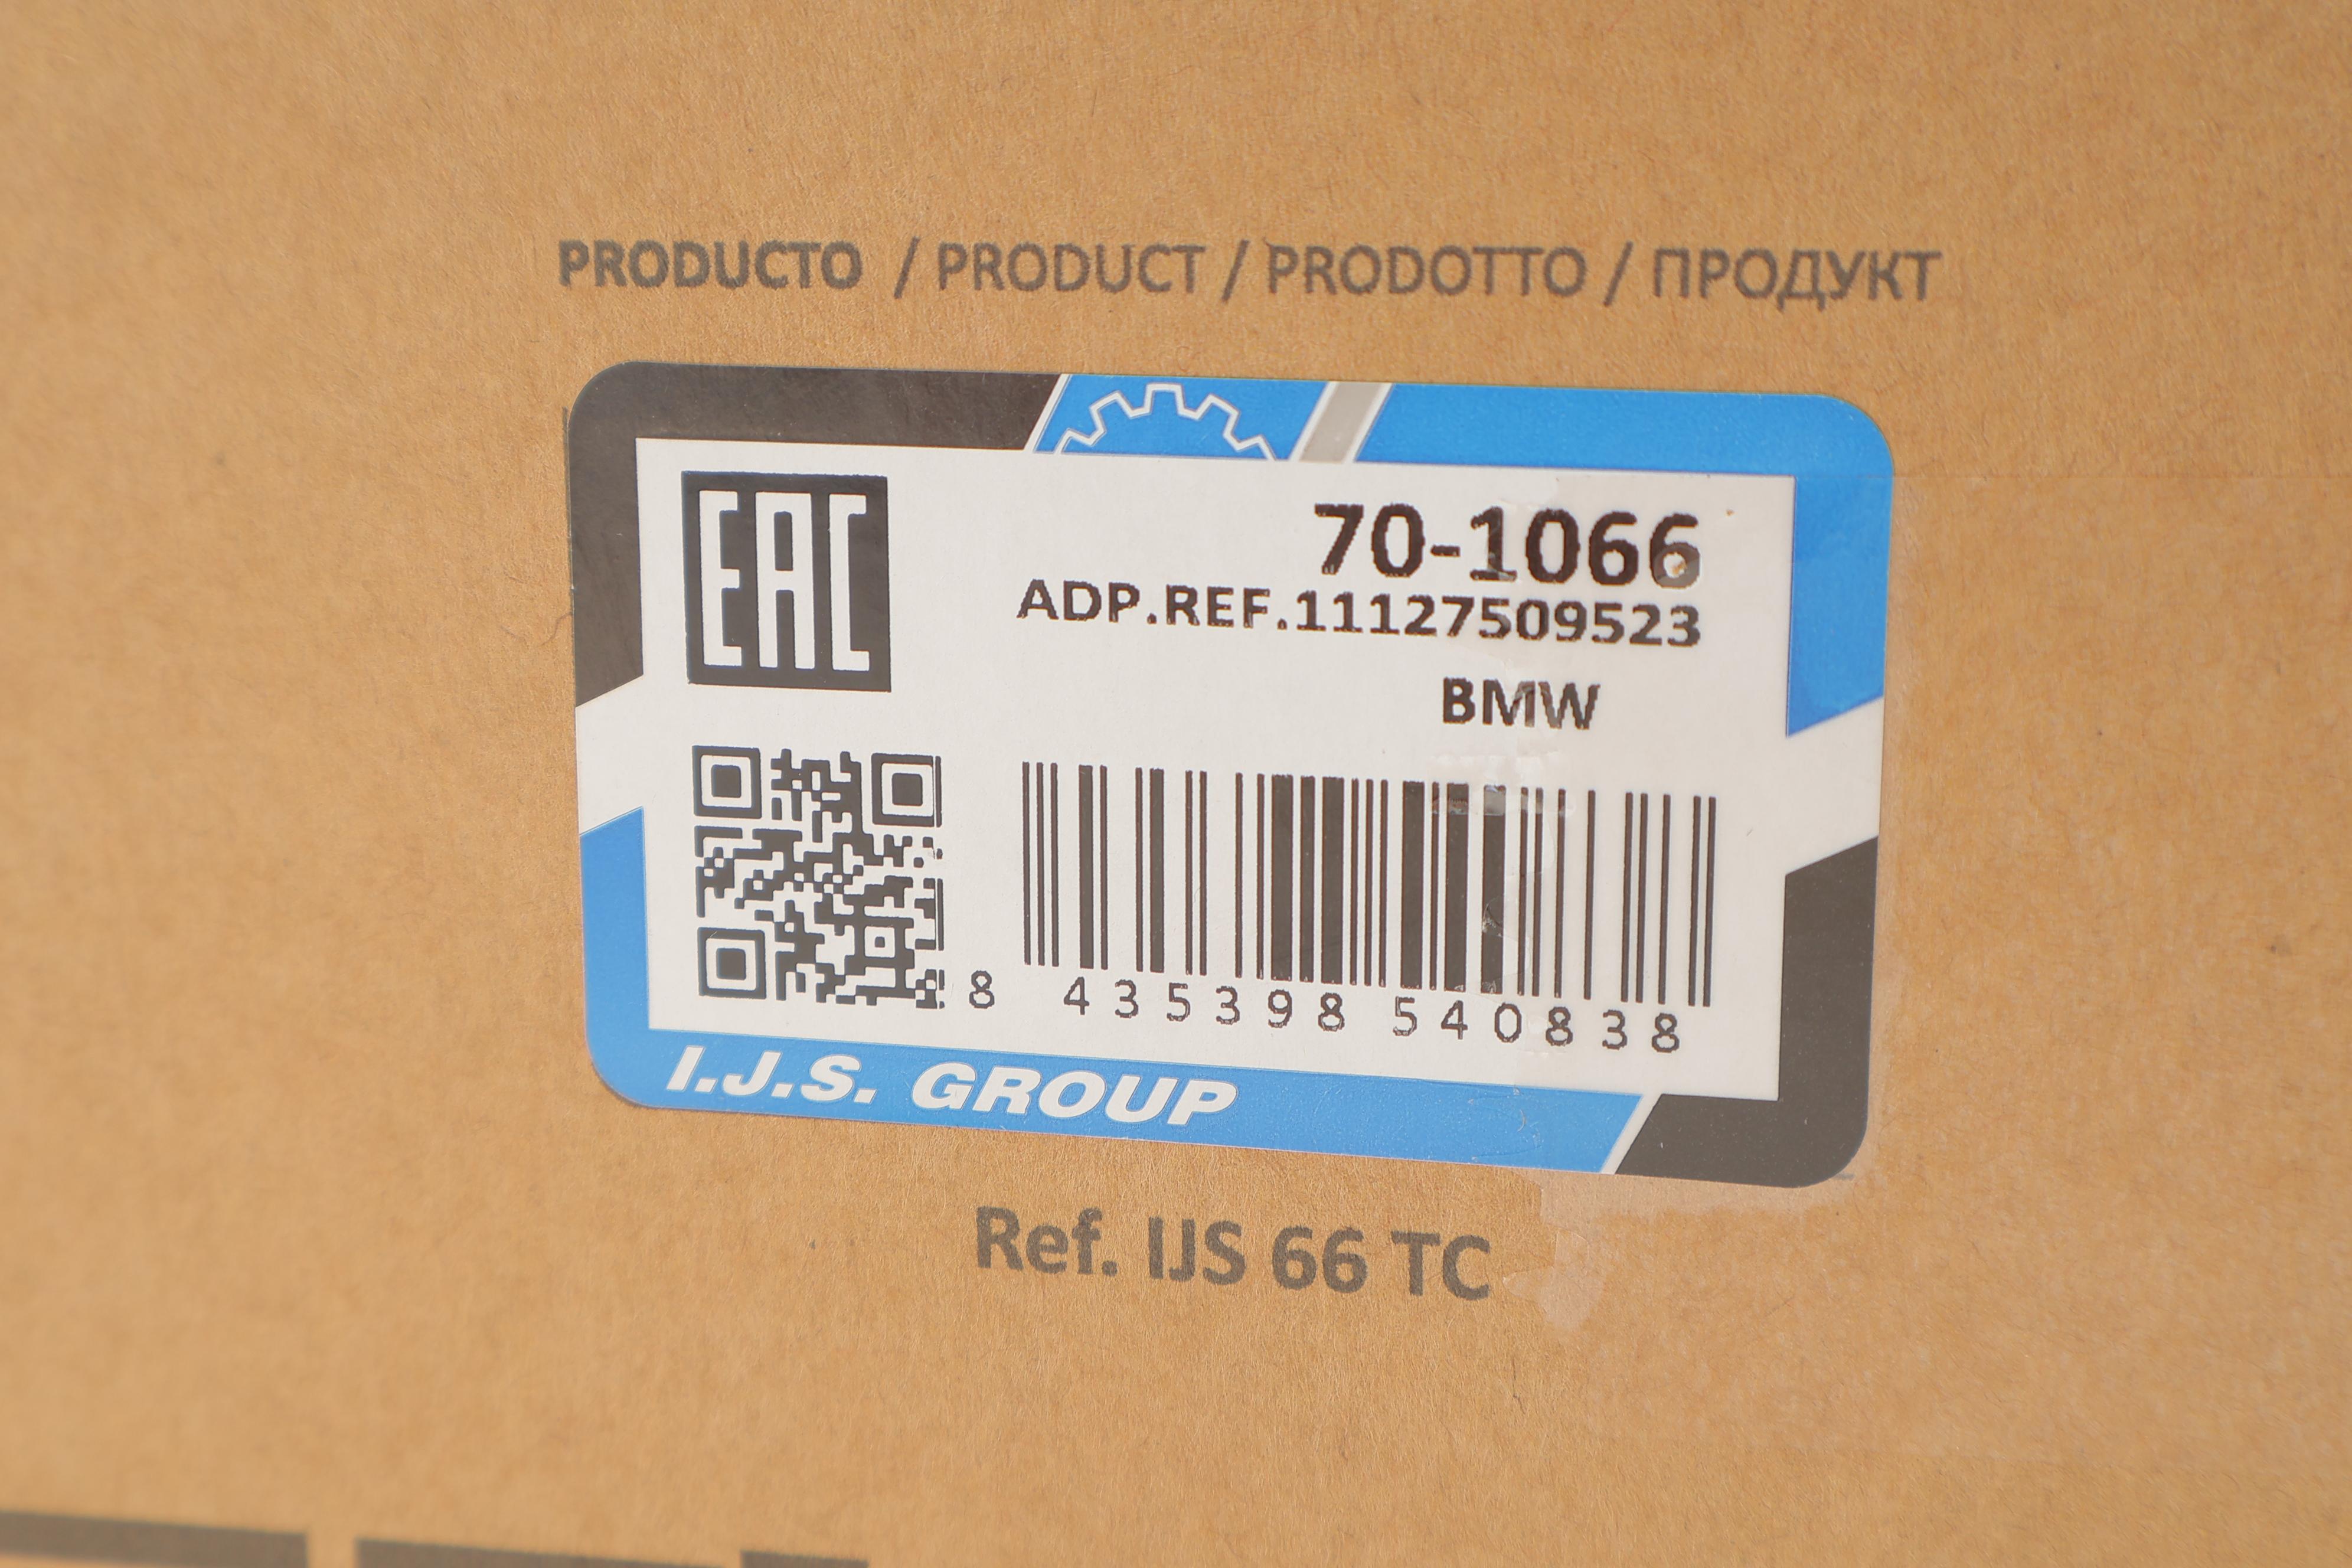 PRODUCTO / PRODUCT / PRODOTTO / ПРОДУКТ
EAC
70-1066
ADP.REF.11127509523
BMW
8 435398 540838
I.J.S. GROUP
Ref. IJS 66 TC